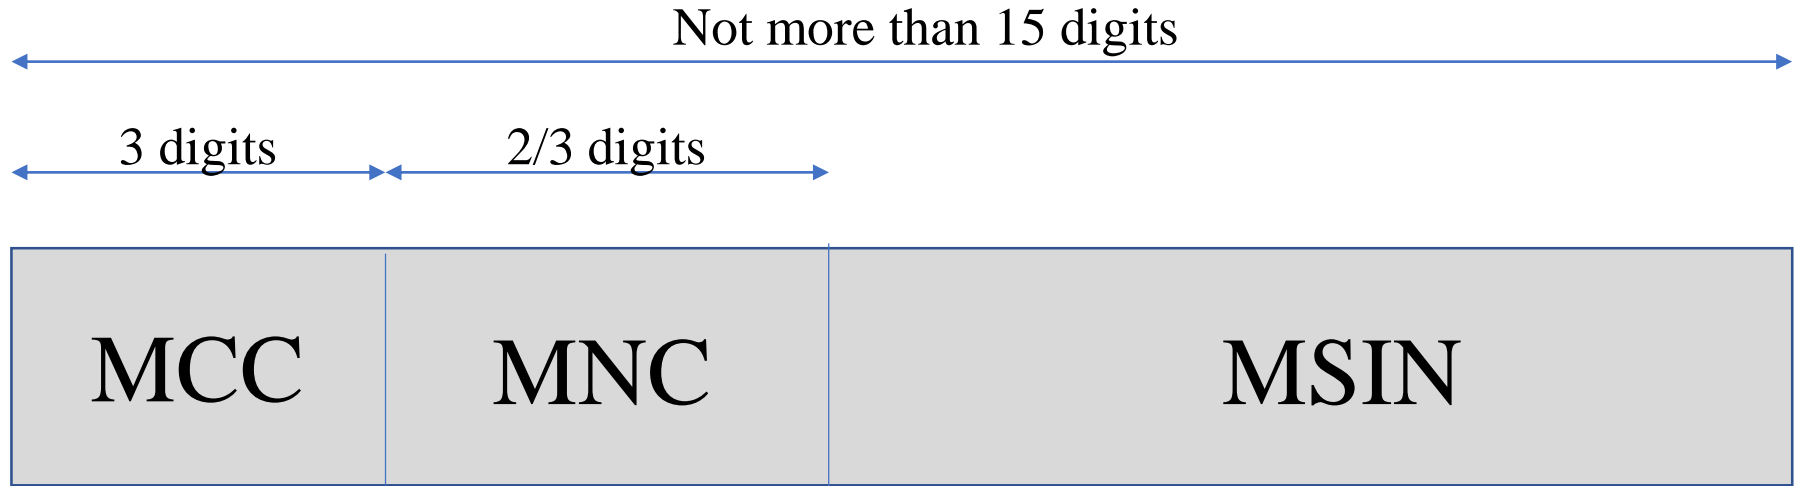 Not more than 15 digits
3 digits
2/3 digits
MCC
MNC
MSIN